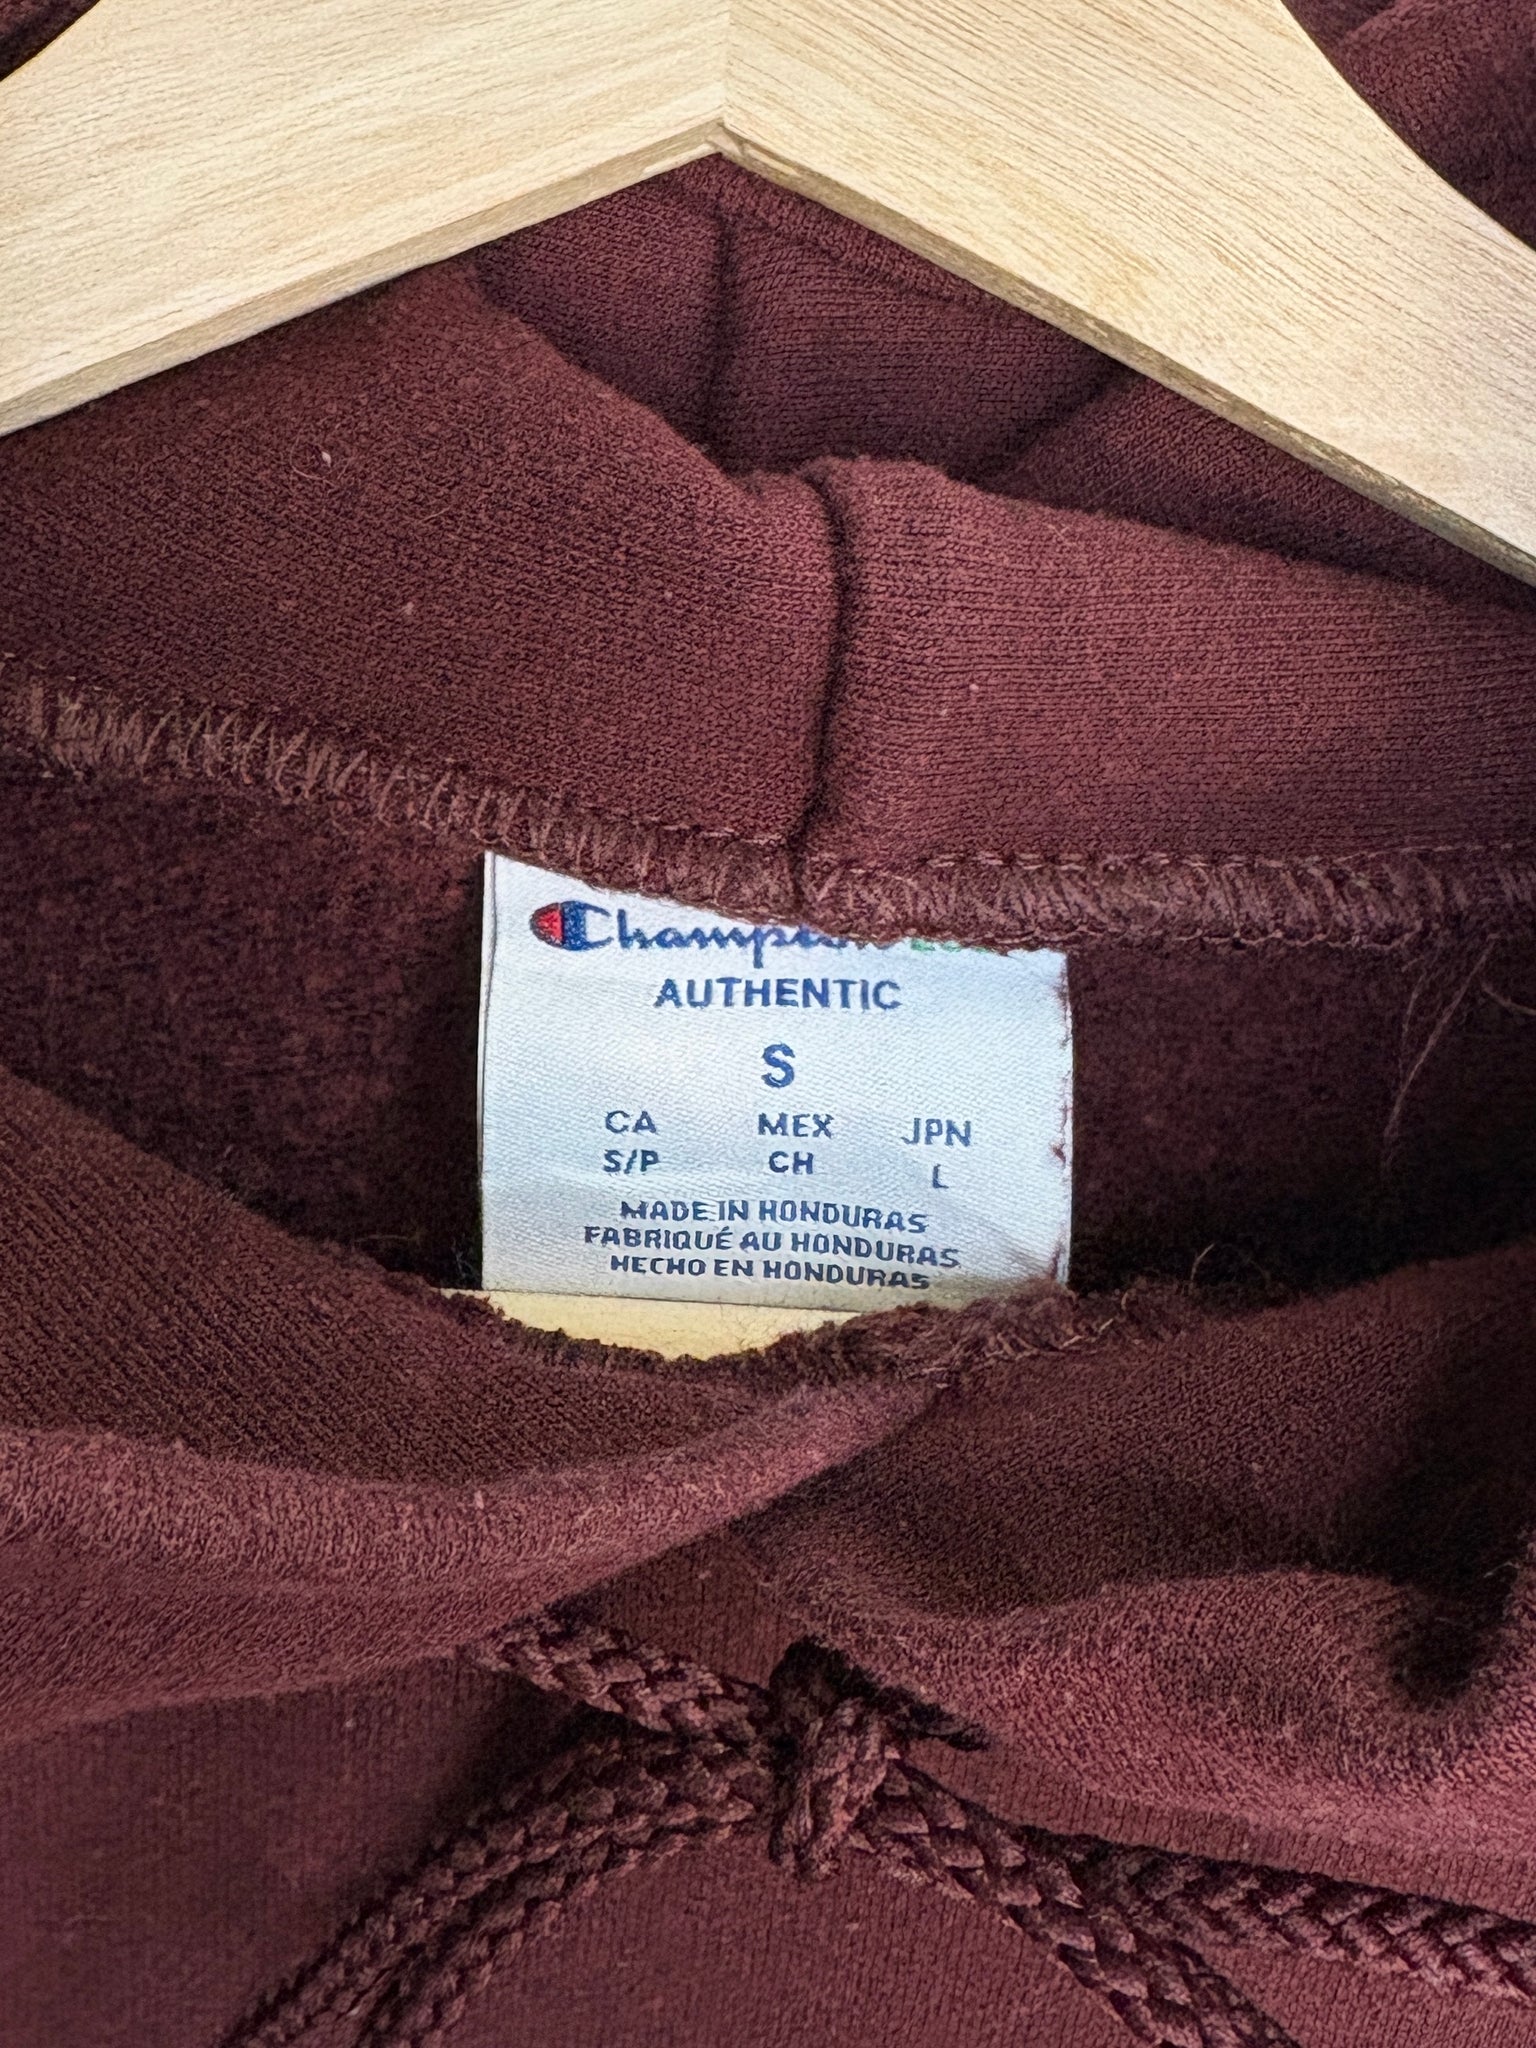 Champion
AUTHENTIC
S
CA MEX JPN
S/P CH L
MADE IN HONDURAS
FABRIQUÉ AU HONDURAS
HECHO EN HONDURAS